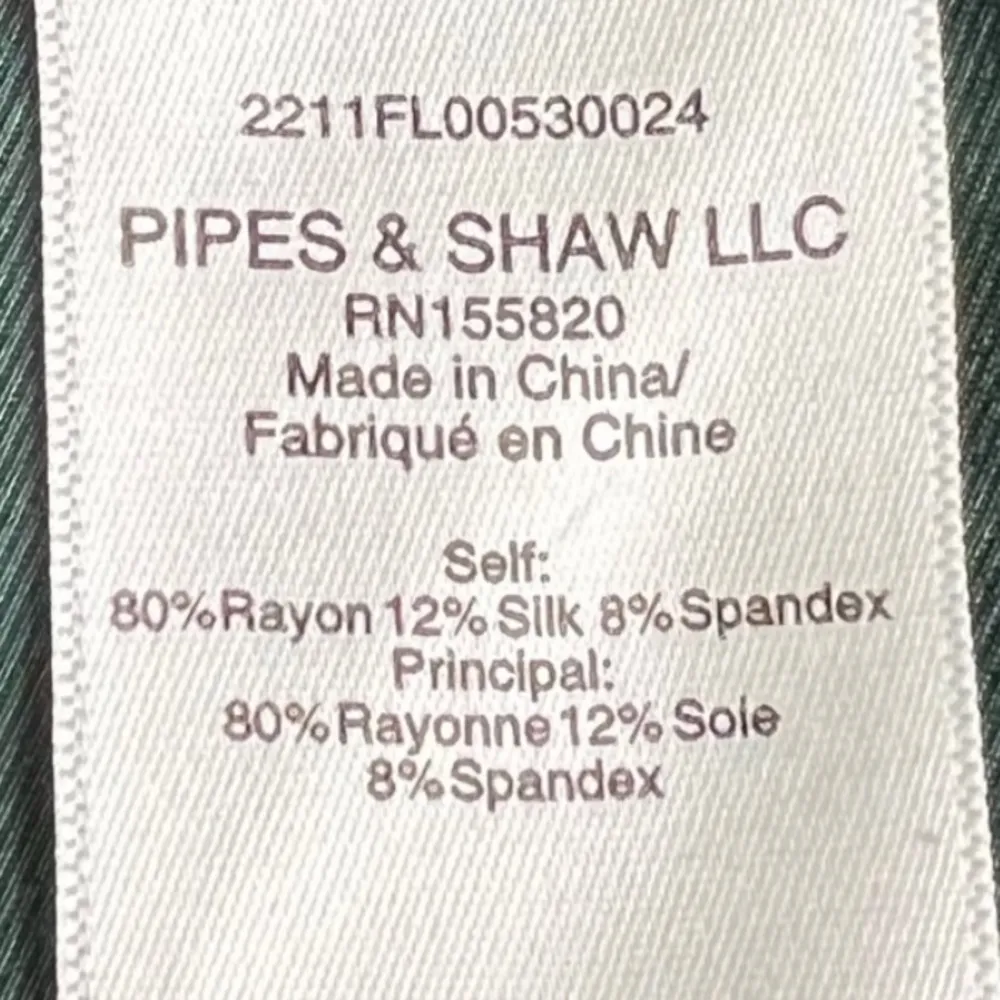 2211FL00530024
PIPES & SHAW LLC
RN155820
Made in China/
Fabriqué en Chine
Self:
80%Rayon 12% Silk 8%Spandex
Principal:
80%Rayonne 12% Soie
8%Spandex